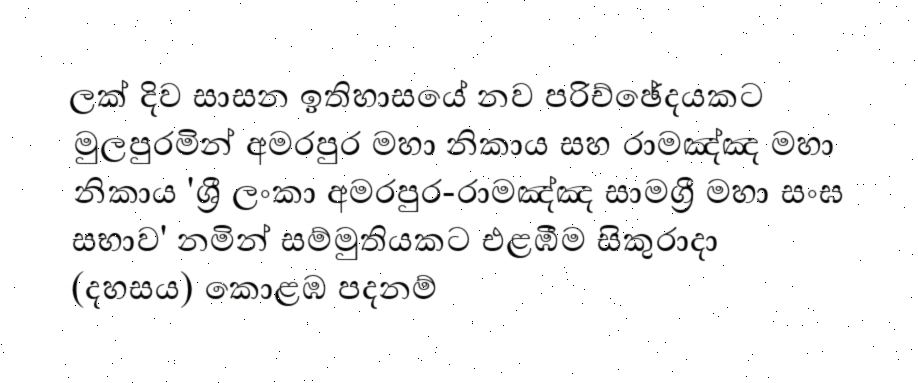 ලක් දිව සාසන ඉතිහාසයේ නව පරිච්ඡේදයකට
මුලපුරමින් අමරපුර මහා නිකාය සහ රාමඤ්ඤ මහා
නිකාය 'ශ්‍රී ලංකා අමරපුර-රාමඤ්ඤ සාමග්‍රී මහා සංඝ
සභාව' නමින් සම්මුතියකට එළඹීම සිකුරාදා
(දහසය) කොළඹ පදනම්